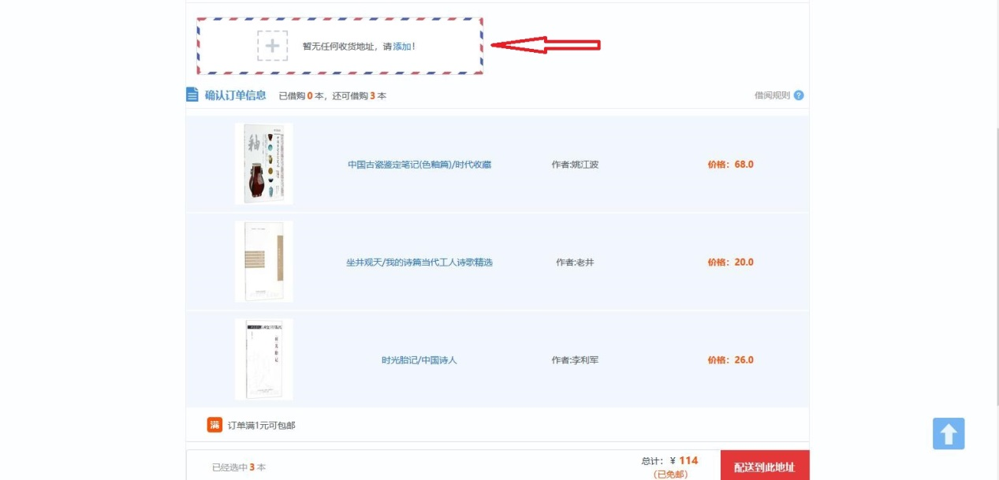 暂无任何收货地址，请添加！
确认订单信息 已借购 0 本，还可借购 3 本 借阅规则 ?
中国古瓷鉴定笔记(色釉篇)/时代收藏 作者:姚江波 价格：68.0
坐井观天/我的诗篇当代工人诗歌精选 作者:老井 价格：20.0
时光胎记/中国诗人 作者:李利军 价格：26.0
满 订单满1元可包邮
已经选中 3 本 总计：¥ 114 配送到此地址
(已免邮)